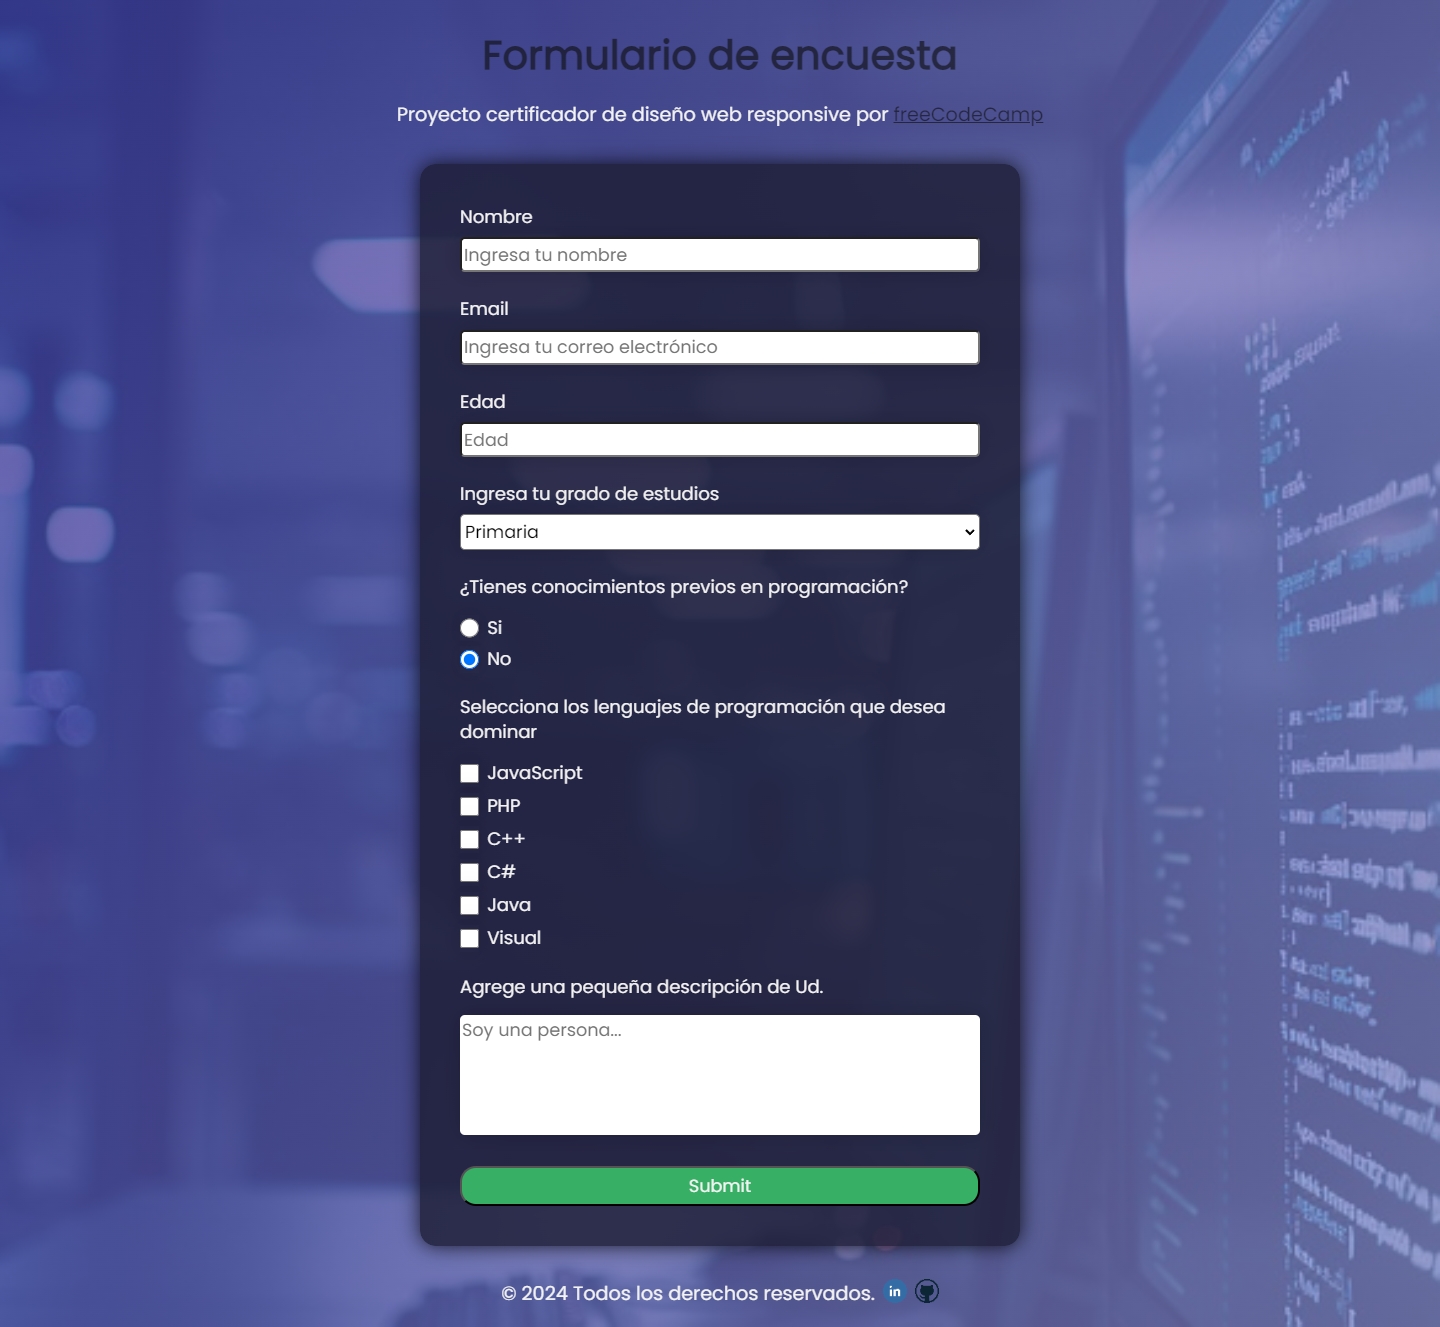 Formulario de encuesta
Proyecto certificador de diseño web responsive por freeCodeCamp
Nombre
Ingresa tu nombre
Email
Ingresa tu correo electrónico
Edad
Edad
Ingresa tu grado de estudios
Primaria
¿Tienes conocimientos previos en programación?
Si
No
Selecciona los lenguajes de programación que desea
dominar
JavaScript
PHP
C++
C#
Java
Visual
Agrege una pequeña descripción de Ud.
Soy una persona...
Submit
© 2024 Todos los derechos reservados. in